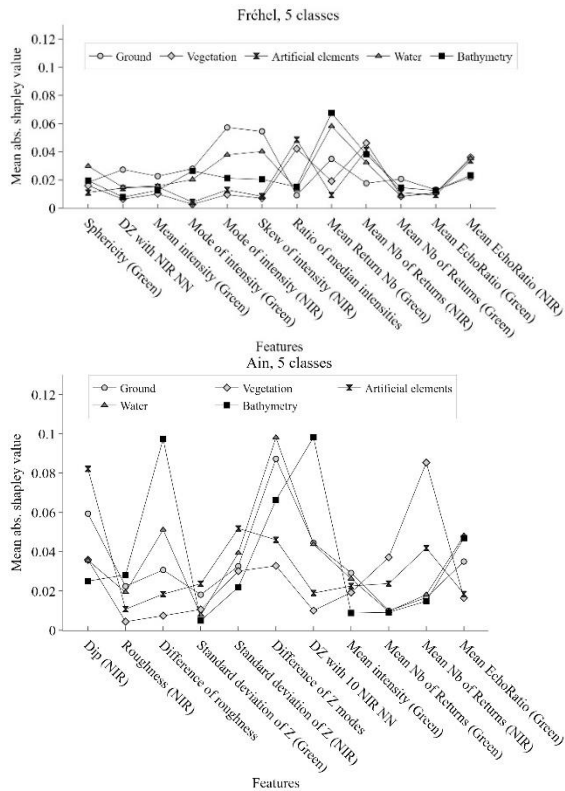 Fréhel, 5 classes
0.12
0.1
0.08
0.06
0.04
0.02
0
Mean abs. shapley value
Ground
Vegetation
Artificial elements
Water
Bathymetry
Sphericity (Green)
DZ with NIR NN
Mean intensity (Green)
Mode of intensity (Green)
Mode of intensity (NIR)
Skew of intensity (NIR)
Ratio of median intensities
Mean Return Nb (Green)
Mean Nb of Returns (NIR)
Mean Nb of Returns (Green)
Mean EchoRatio (Green)
Mean EchoRatio (NIR)
Features
Ain, 5 classes
0.12
0.1
0.08
0.06
0.04
0.02
0
Mean abs. shapley value
Ground
Vegetation
Artificial elements
Water
Bathymetry
Dip (NIR)
Roughness (NIR)
Difference of roughness
Standard deviation of Z (Green)
Standard deviation of Z (NIR)
Difference of Z modes
DZ with 10 NIR NN
Mean intensity (Green)
Mean Nb of Returns (Green)
Mean Nb of Returns (NIR)
Mean EchoRatio (Green)
Features